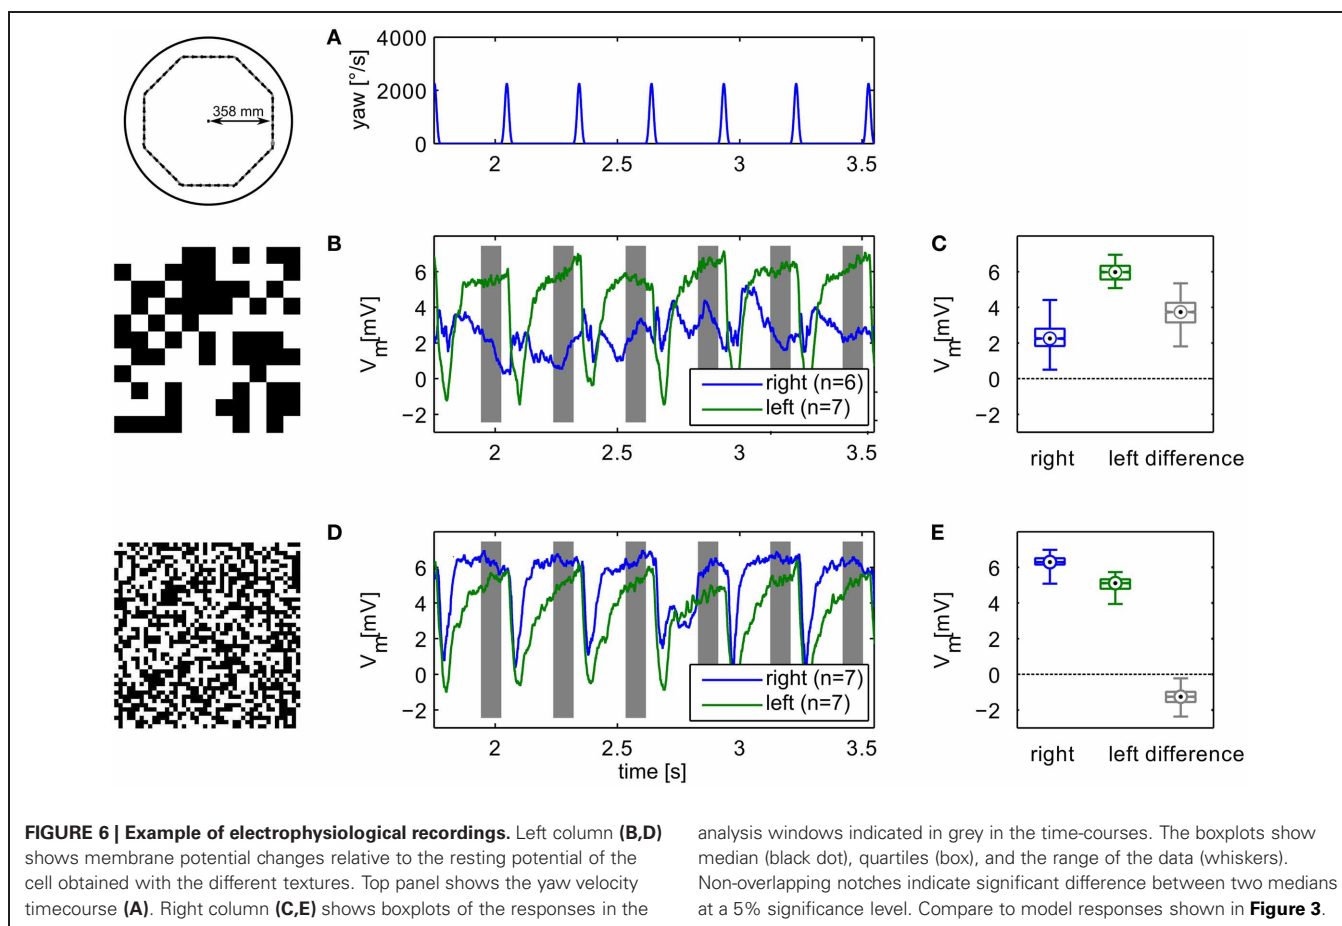 A
4000
2000
0
yaw [°/s]
2
2.5
3
3.5
358 mm
B
6
4
2
0
−2
Vm[mV]
right (n=6)
left (n=7)
2
2.5
3
3.5
C
6
4
2
0
−2
Vm[mV]
right
left
difference
D
6
4
2
0
−2
Vm[mV]
right (n=7)
left (n=7)
2
2.5
3
3.5
time [s]
E
6
4
2
0
−2
Vm[mV]
right
left
difference
FIGURE 6 | Example of electrophysiological recordings. Left column (B,D)
shows membrane potential changes relative to the resting potential of the
cell obtained with the different textures. Top panel shows the yaw velocity
timecourse (A). Right column (C,E) shows boxplots of the responses in the
analysis windows indicated in grey in the time-courses. The boxplots show
median (black dot), quartiles (box), and the range of the data (whiskers).
Non-overlapping notches indicate significant difference between two medians
at a 5% significance level. Compare to model responses shown in Figure 3.